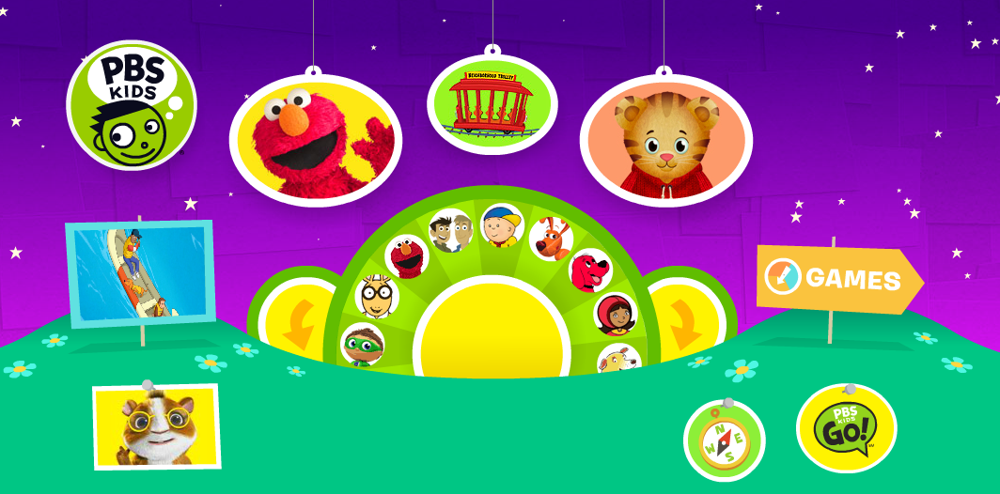 PBS
KIDS
NEIGHBORHOOD TROLLEY
GAMES
N
W E
S
PBS
KIDS
GO!